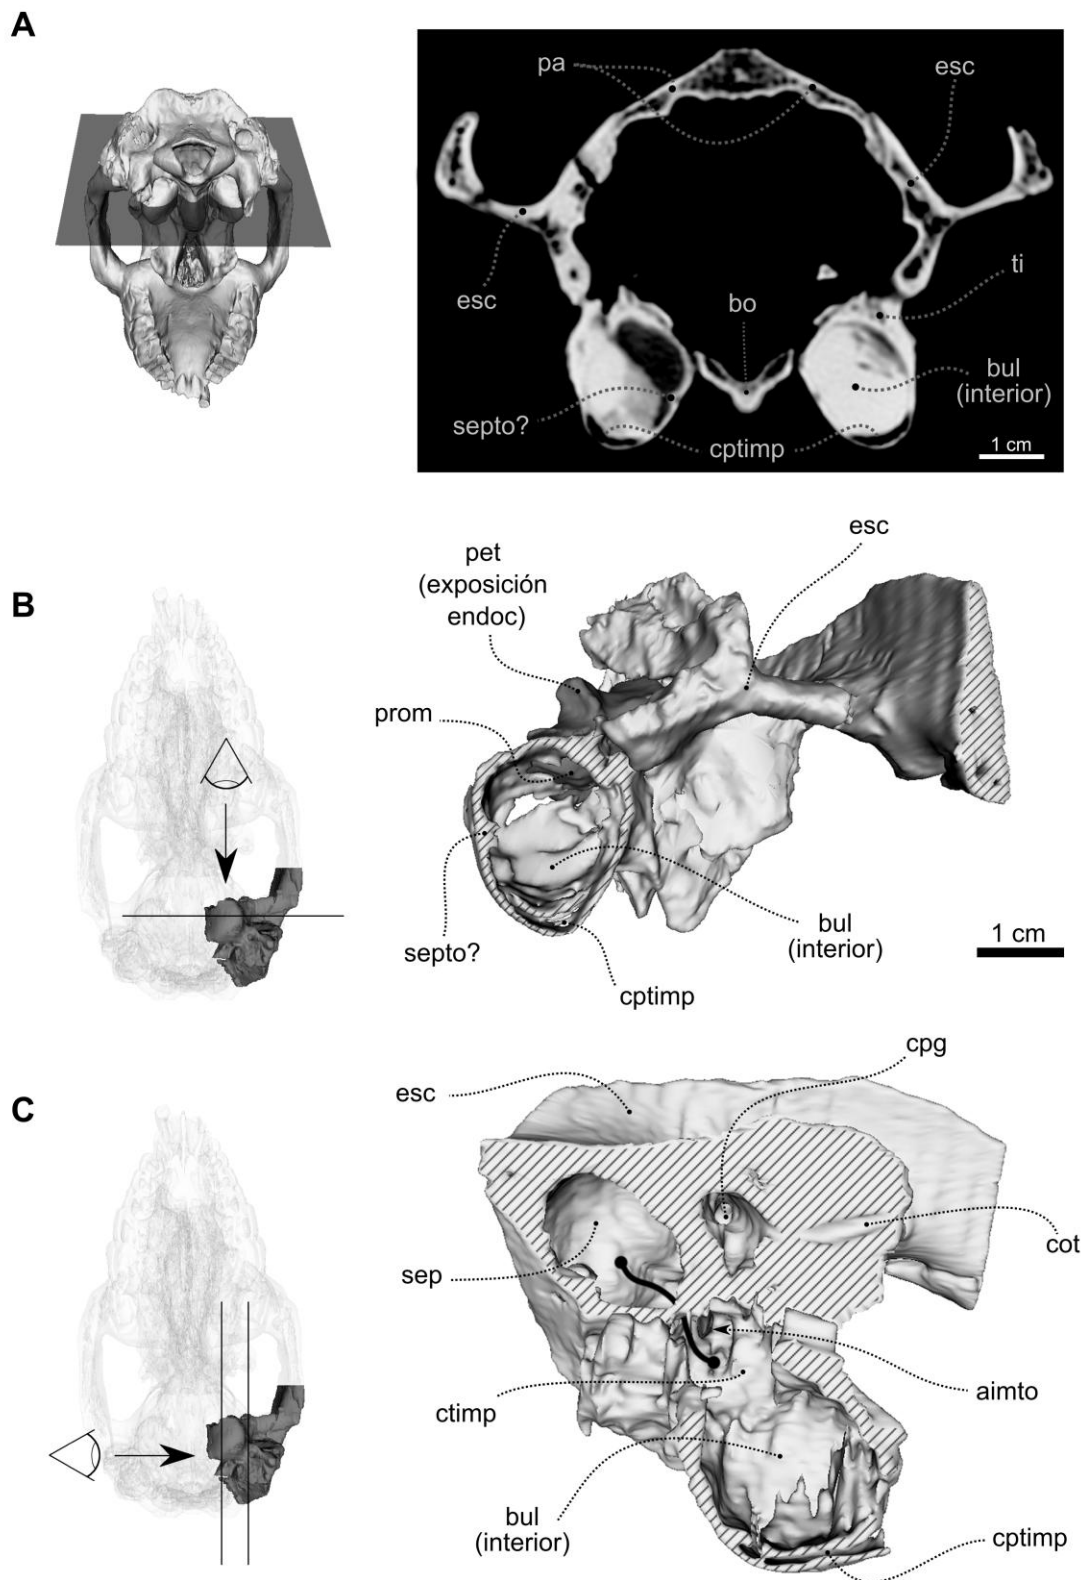 A
pa
esc
esc
bo
ti
bul
(interior)
septo?
cptimp
1 cm
B
pet
(exposición
endoc)
esc
prom
septo?
bul
(interior)
cptimp
1 cm
C
esc
cpg
sep
cot
ctimp
aimto
bul
(interior)
cptimp